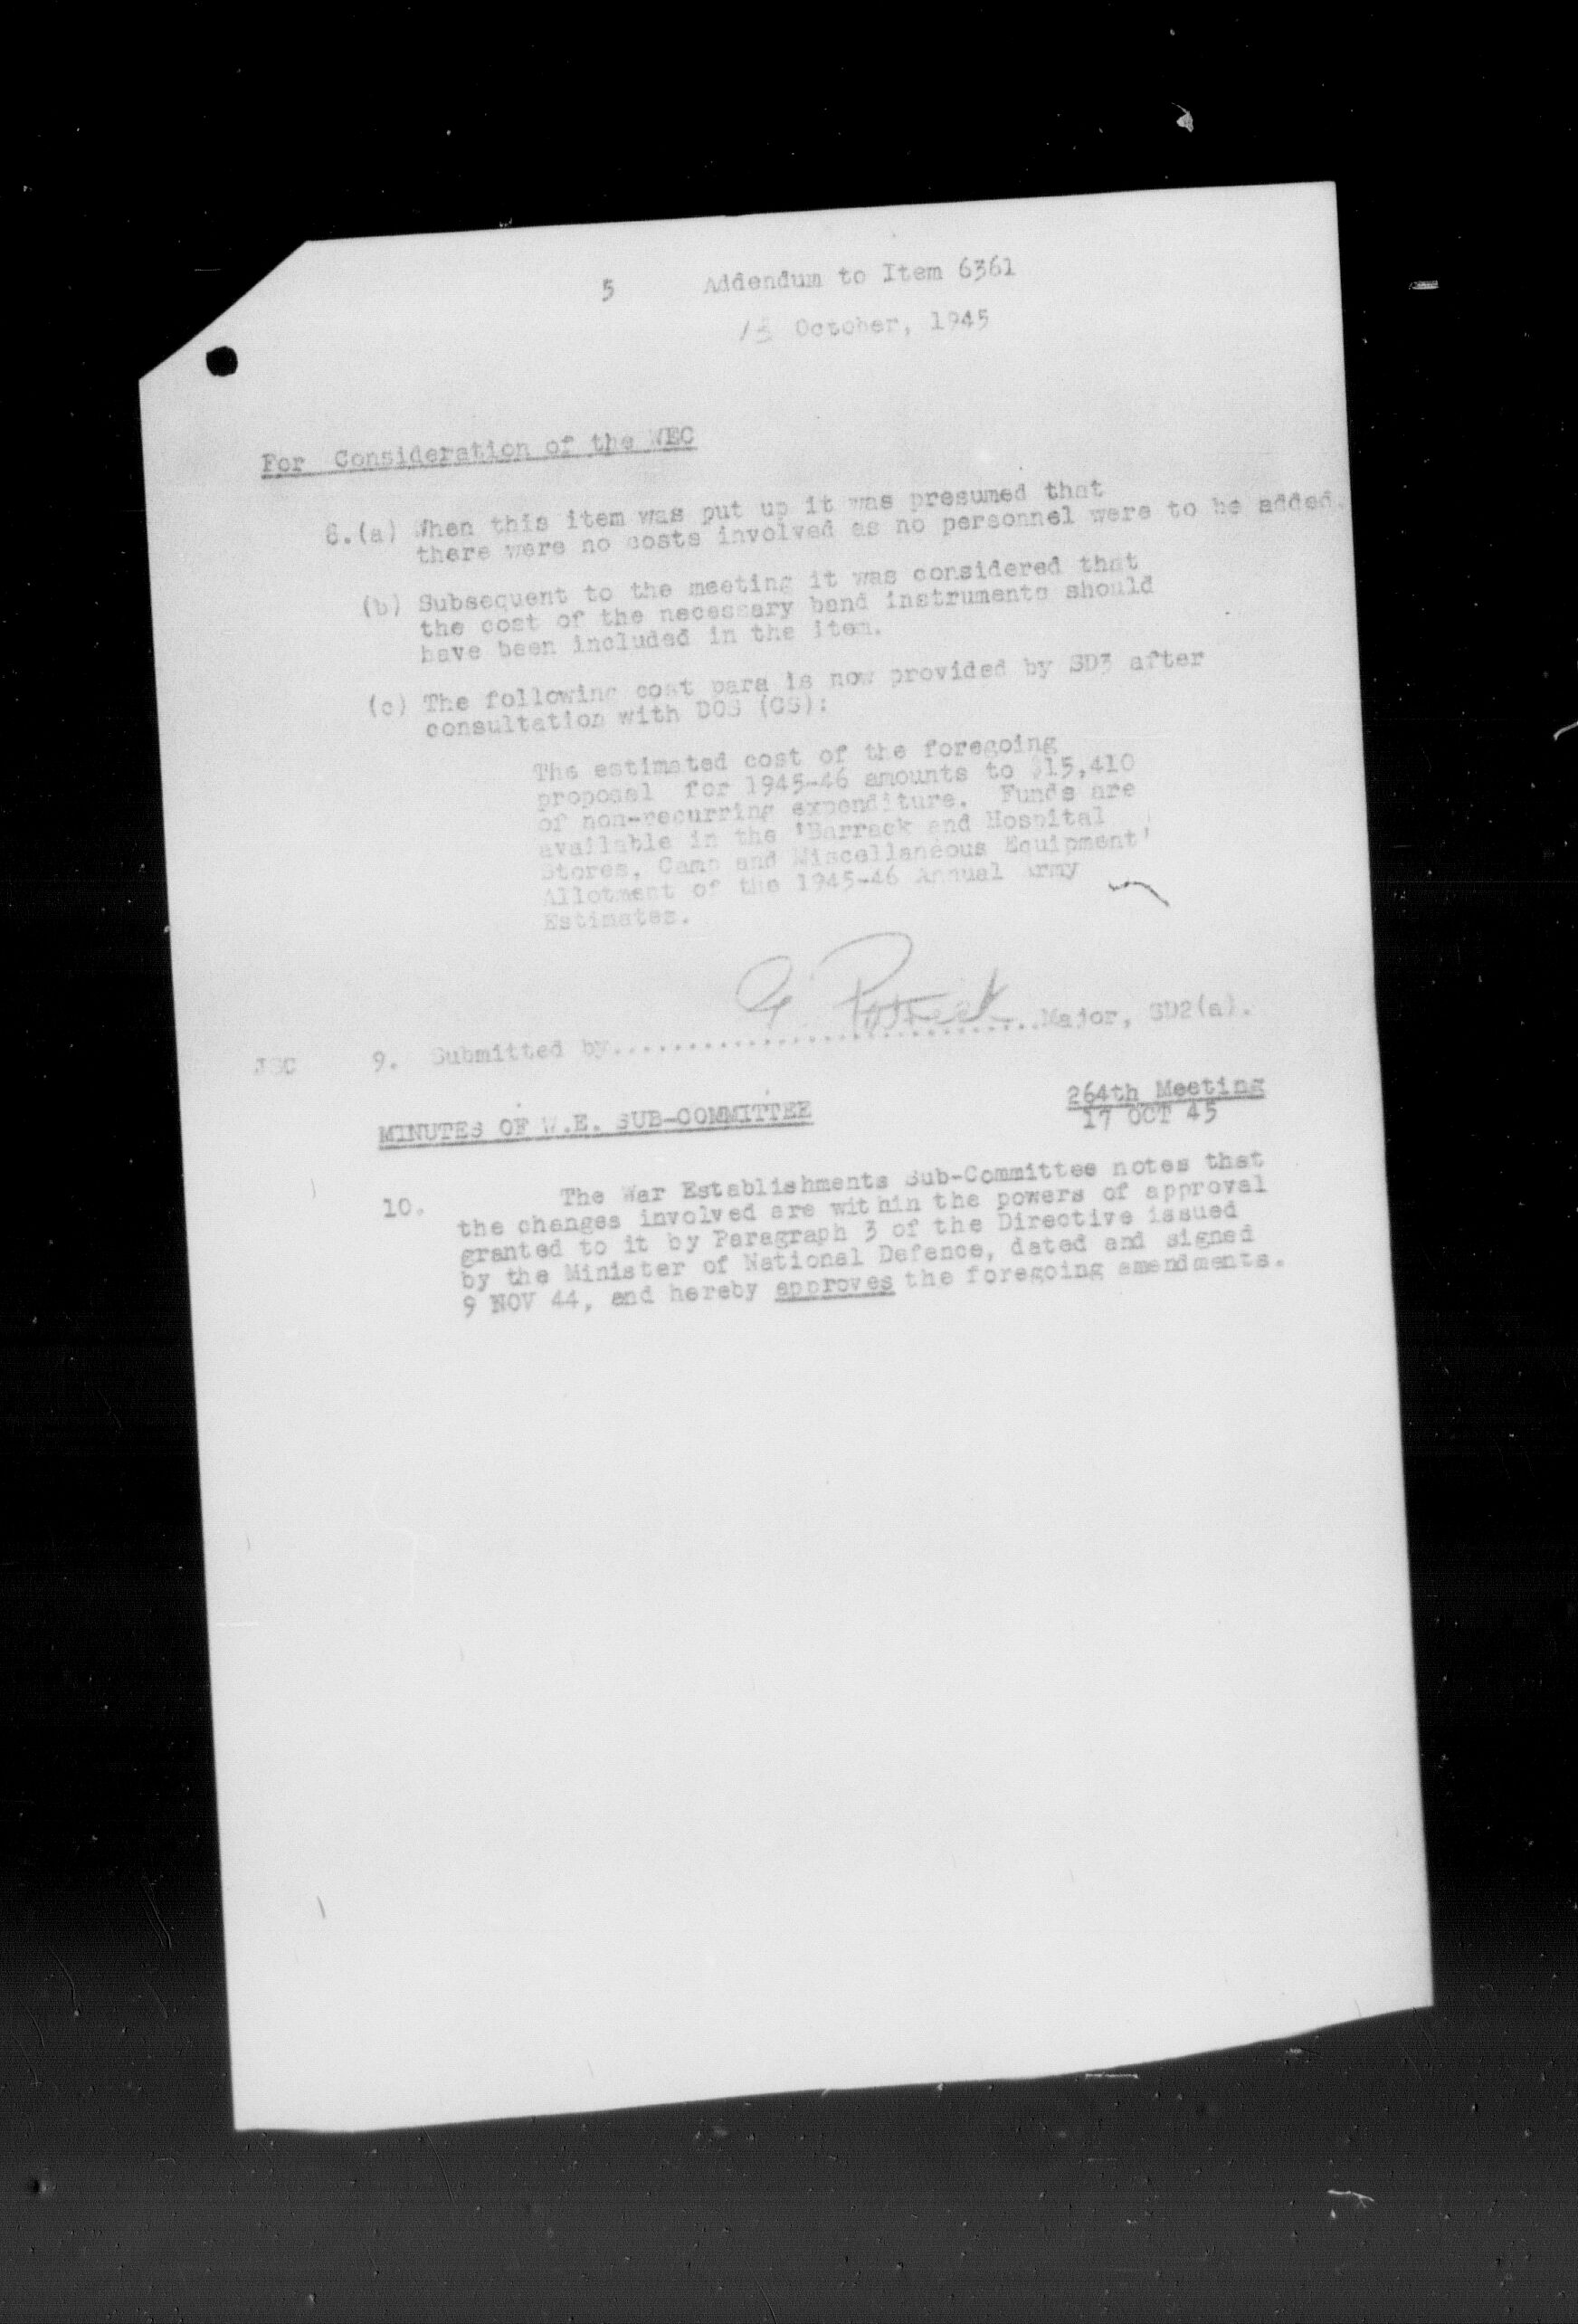 5 Addendum to Item 6361
October, 1945
For Consideration of the WEC
8.(a) When this item was put up it was presumed that
there were no costs involved as no personnel were to be added.
(b) Subsequent to the meeting it was considered that
the cost of the necessary band instruments should
have been included in the item.
(c) The following cost para is now provided by SD3 after
consultation with DOS (CS):
The estimated cost of the foregoing
proposal for 1945-46 amounts to $15,410
of non-recurring expenditure. Funds are
available in the 'Barrack and Hospital
Stores, Camp and Miscellaneous Equipment'
Allotment of the 1945-46 Annual Army
Estimates.
9. Submitted by..............................Major, SD2(a).
MINUTES OF W.E. SUB-COMMITTEE
264th Meeting
17 OCT 45
10. The War Establishments Sub-Committee notes that
the changes involved are within the powers of approval
granted to it by Paragraph 3 of the Directive issued
by the Minister of National Defence, dated and signed
9 NOV 44, and hereby approves the foregoing amendments.